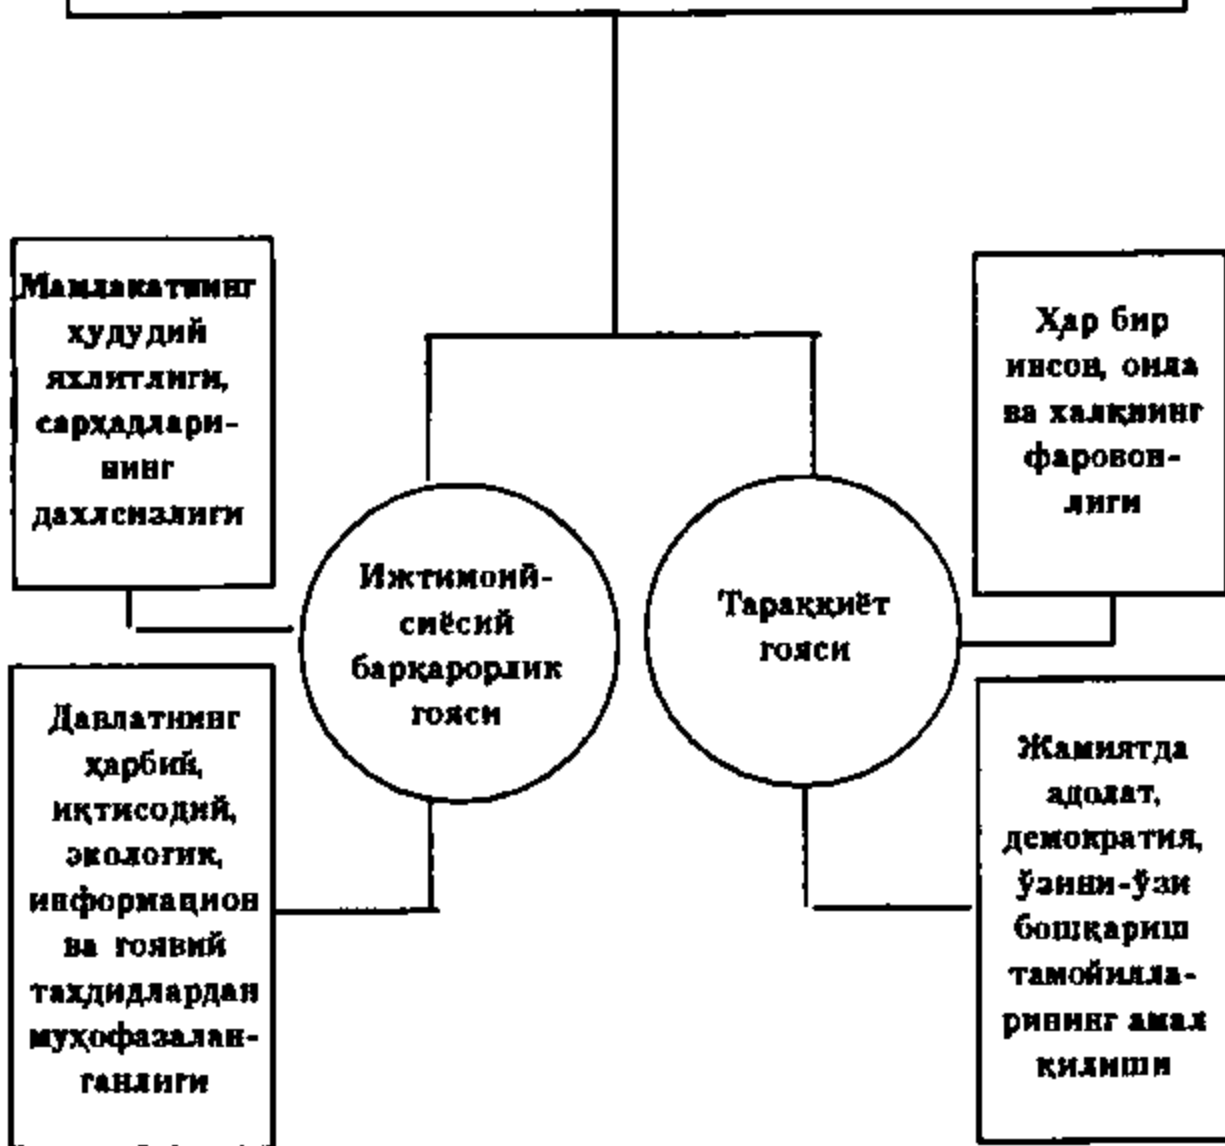 Мамлакатнинг
ҳудудий
яхлитлиги,
сарҳадлари-
нинг
дахлсизлиги
Ҳар бир
инсон, оила
ва халқнинг
фаровон-
лиги
Ижтимоий-
сиёсий
барқарорлик
ғояси
Тараққиёт
ғояси
Давлатнинг
ҳарбий,
иқтисодий,
экологик,
информацион
ва ғоявий
таҳдидлардан
муҳофазалан-
ганлиги
Жамиятда
адолат,
демократия,
ўзини-ўзи
бошқариш
тамойилла-
рининг амал
қилиши